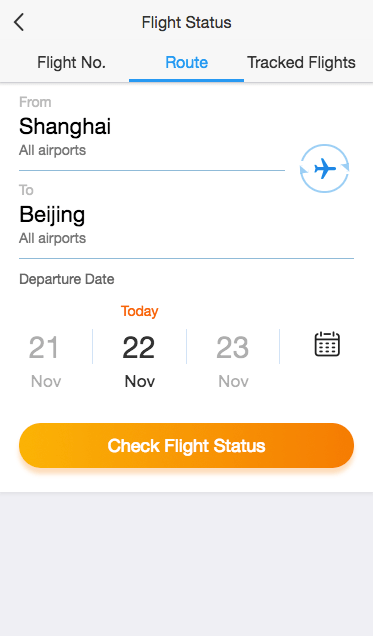 Flight Status
Flight No. Route Tracked Flights
From
Shanghai
All airports
To
Beijing
All airports
Departure Date
Today
21 22 23
Nov Nov Nov
Check Flight Status